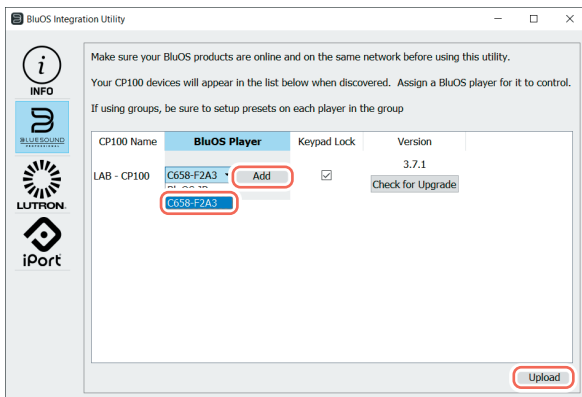 BluOS Integration Utility
INFO
BLUESOUND
PROFESSIONAL
LUTRON.
iPort
Make sure your BluOS products are online and on the same network before using this utility.
Your CP100 devices will appear in the list below when discovered. Assign a BluOS player for it to control.
If using groups, be sure to setup presets on each player in the group
CP100 Name BluOS Player Keypad Lock Version
3.7.1
LAB - CP100 C658-F2A3 Add Check for Upgrade
C658-F2A3
Upload